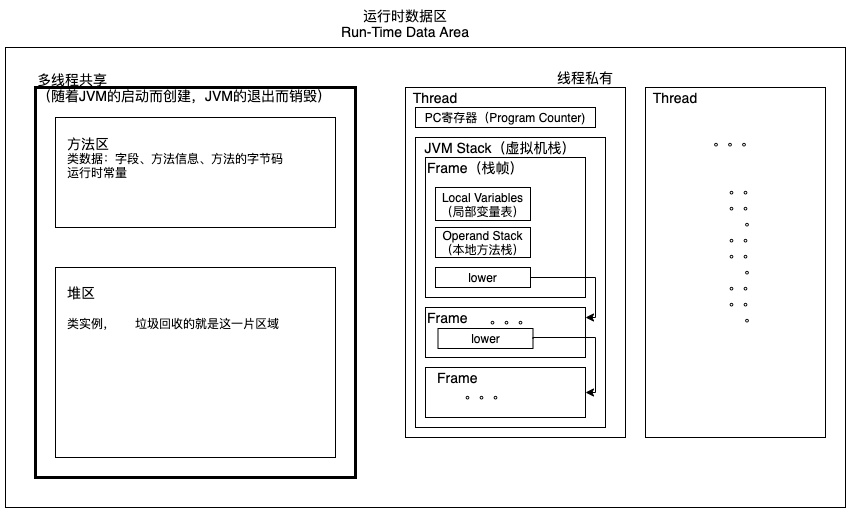 运行时数据区
Run-Time Data Area
多线程共享
（随着JVM的启动而创建，JVM的退出而销毁）
方法区
类数据：字段、方法信息、方法的字节码
运行时常量
堆区
类实例，　　垃圾回收的就是这一片区域
线程私有
Thread
PC寄存器（Program Counter)
JVM Stack（虚拟机栈）
Frame（栈帧）
Local Variables
（局部变量表）
Operand Stack
（本地方法栈）
lower
Frame
。。。
lower
Frame
。。。
Thread
。。。
。。
。。
。
。。
。。
。
。。
。。
。